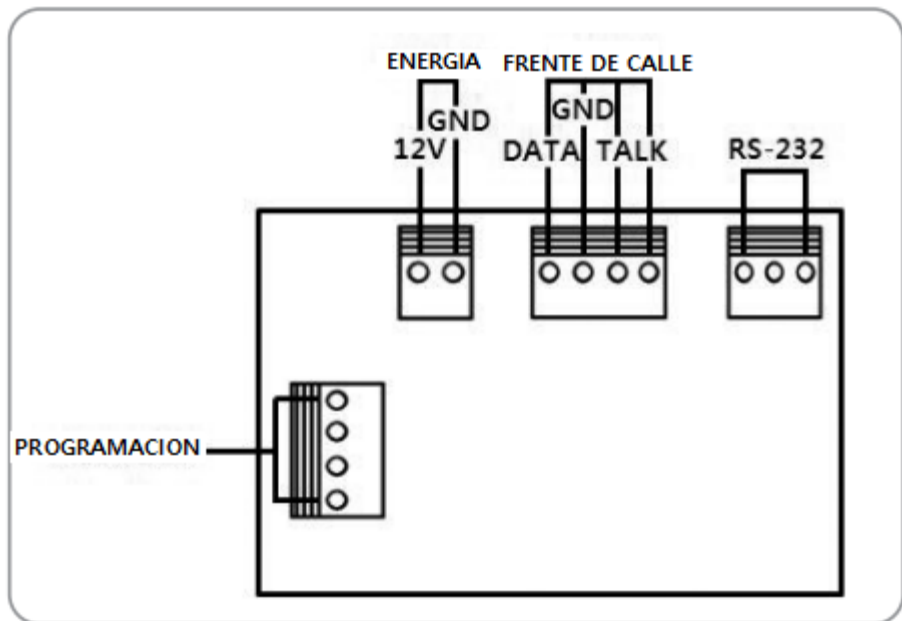 ENERGIA
FRENTE DE CALLE
GND
GND
12V
DATA
TALK
RS-232
PROGRAMACION